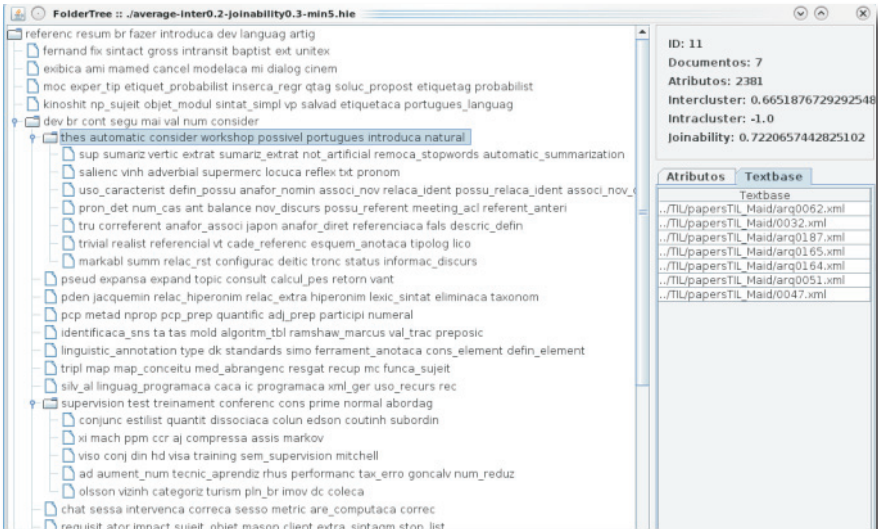 FolderTree :: ./average-inter0.2-joinability0.3-min5.hie
referenc resum br fazer introduca dev languag artig
fernand fix sintact gross intransit baptist ext unitex
exibica ami mamed cancel modelaca mi dialog cinem
moc exper_tip etiquet_probabilist inserca_regr qtag soluc_propost etiquetag probabilist
kinoshit np_sujeit objet_modul sintat_simpl vp salvad etiquetaca portugues_languag
dev br cont segu mai val num consider
thes automatic consider workshop possivel portugues introduca natural
sup sumariz vertic extrat sumariz_extrat not_artificial remoca_stopwords automatic_summarization
salienc vinh adverbial supermerc locuca reflex txt pronom
uso_caracterist defin_possu anafor_nomin associ_nov relaca_ident possu_relaca_ident associ_nov_
pron_det num_cas ant balance nov_discurs possu_referent meeting_acl referent_anteri
tru correferent anafor_associ japon anafor_diret referenciaca fals descric_defin
trivial realist referencial vt cade_referenc esquem_anotaca tipolog lico
markabl summ relac_rst configurac deitic tronc status informac_discurs
pseud expansa expand topic consult calcul_pes retorn vant
pden jacquemin relac_hiperonim relac_extra hiperonim lexic_sintat eliminaca taxonom
pcp metad nprop pcp_prep quantific adj_prep participi numeral
identificaca_sns ta tas mold algoritm_tbl ramshaw_marcus val_trac preposic
linguistic_annotation type dk standards simo ferrament_anotaca cons_element defin_element
tripl map map_conceitu med_abrangenc resgat recup mc funca_sujeit
silv_al linguag_programaca caca ic programaca xml_ger uso_recurs rec
supervision test treinament conferenc cons prime normal abordag
conjunc estilist quantit dissociaca colun edson coutinh subordin
xi mach ppm ccr aj compressa assis markov
viso conj din hd visa training sem_supervision mitchell
ad aument_num tecnic_aprendiz rhus performanc tax_erro goncalv num_reduz
olsson vizinh categoriz turism pln_br imov dc coleca
chat sessa intervenca correca sesso metric are_computaca correc
requisit ator impact sujeit_objet mason client extra_sintagm stop_list
ID: 11
Documentos: 7
Atributos: 2381
Intercluster: 0.6651876729292548
Intracluster: -1.0
Joinability: 0.7220657442825102
Atributos Textbase
Textbase
../TIL/papersTIL_Maid/arq0062.xml
../TIL/papersTIL_Maid/0032.xml
../TIL/papersTIL_Maid/arq0187.xml
../TIL/papersTIL_Maid/arq0165.xml
../TIL/papersTIL_Maid/arq0164.xml
../TIL/papersTIL_Maid/arq0051.xml
../TIL/papersTIL_Maid/0047.xml